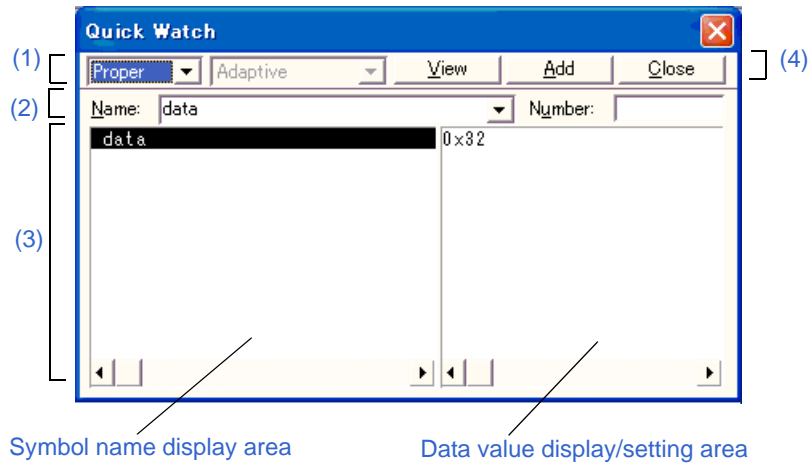 Quick Watch
(1) Proper Adaptive View Add Close (4)
(2) Name: data Number:
data 0x32
(3)
Symbol name display area Data value display/setting area